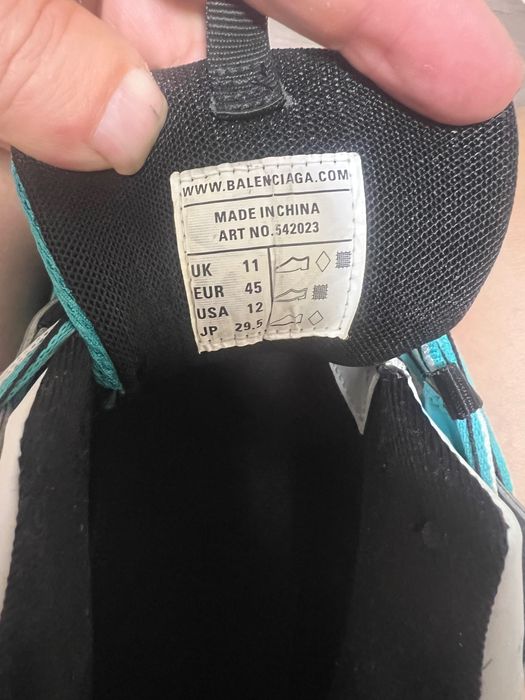 WWW.BALENCIAGA.COM
MADE IN CHINA
ART NO. 542023
UK 11
EUR 45
USA 12
JP 29.5